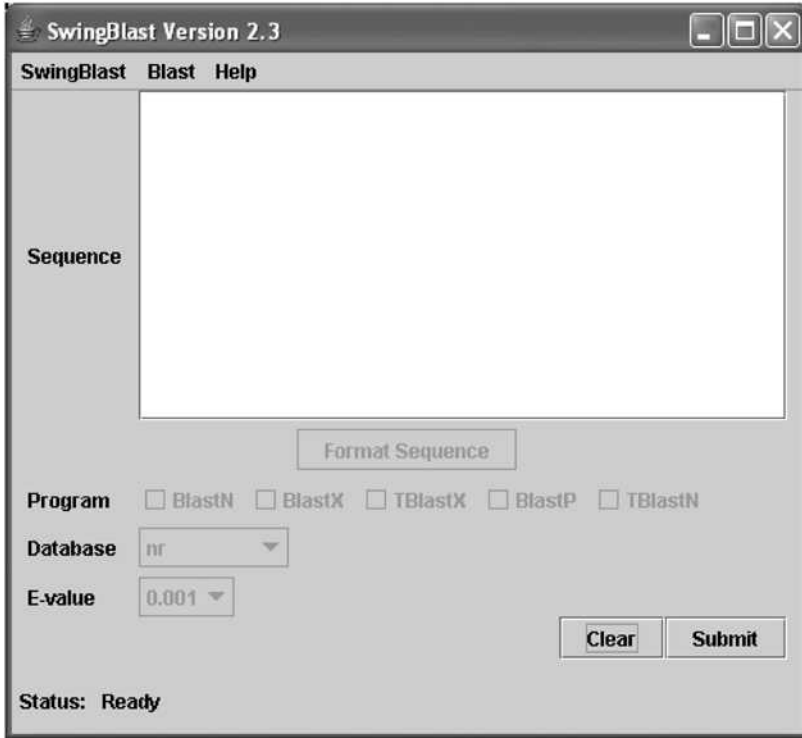 SwingBlast Version 2.3
SwingBlast Blast Help
Sequence
Format Sequence
Program BlastN BlastX TBlastX BlastP TBlastN
Database nr
E-value 0.001
Clear Submit
Status: Ready